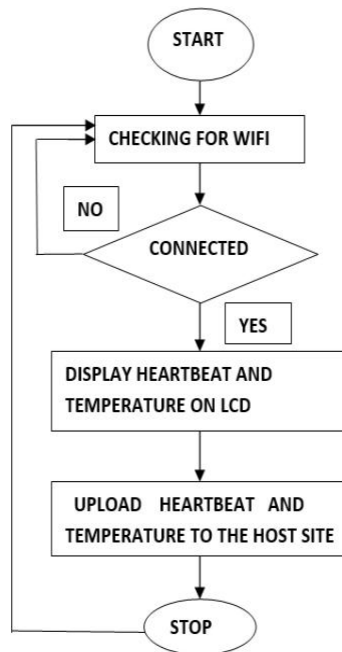 START
CHECKING FOR WIFI
NO
CONNECTED
YES
DISPLAY HEARTBEAT AND
TEMPERATURE ON LCD
UPLOAD HEARTBEAT AND
TEMPERATURE TO THE HOST SITE
STOP